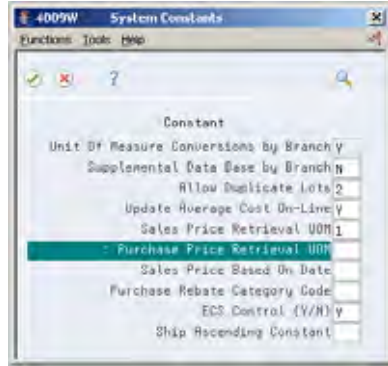 4009W System Constants
Functions Tools Help
?
Constant
Unit Of Measure Conversions by Branch Y
Supplemental Data Base by Branch N
Allow Duplicate Lots 2
Update Average Cost On-Line Y
Sales Price Retrieval UOM 1
: Purchase Price Retrieval UOM
Sales Price Based On Date
Purchase Rebate Category Code
ECS Control (Y/N) Y
Ship Ascending Constant